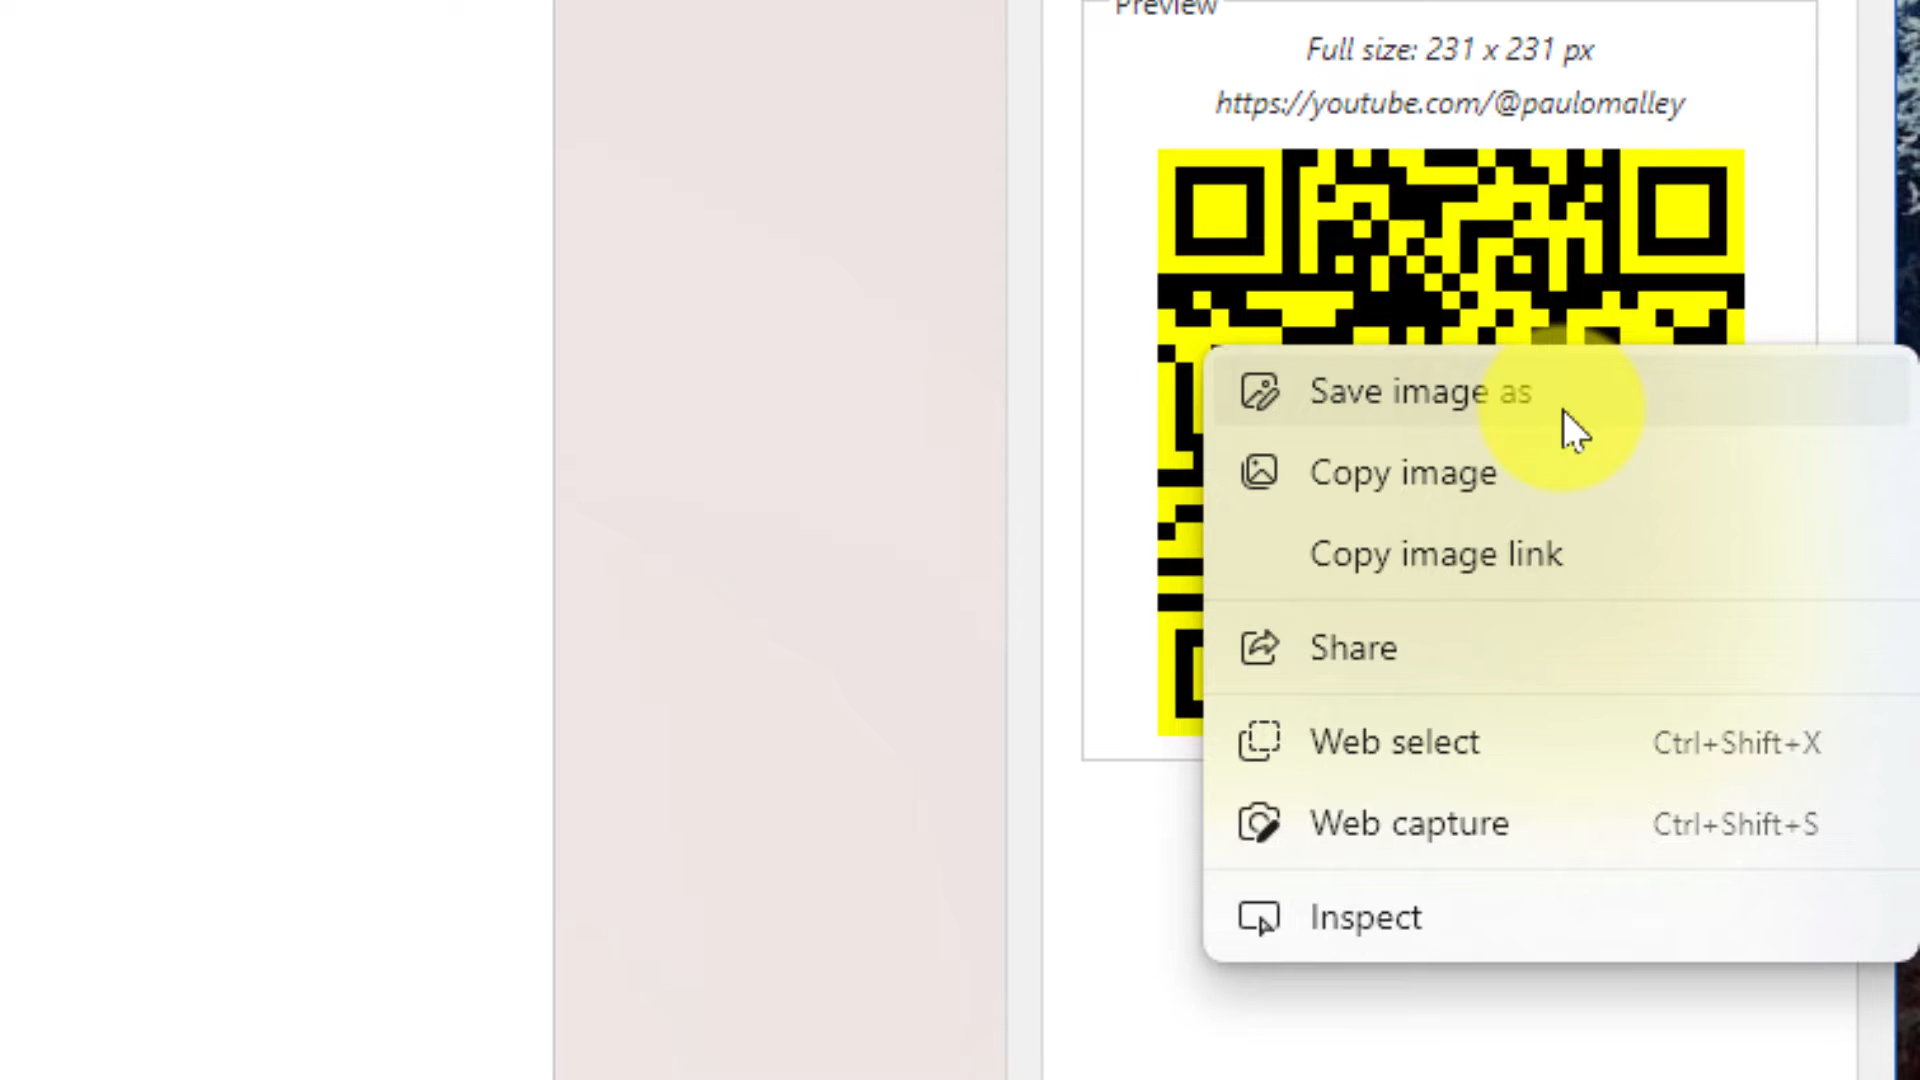 Preview
Full size: 231 x 231 px
https://youtube.com/@paulomalley
Save image as
Copy image
Copy image link
Share
Web select Ctrl+Shift+X
Web capture Ctrl+Shift+S
Inspect